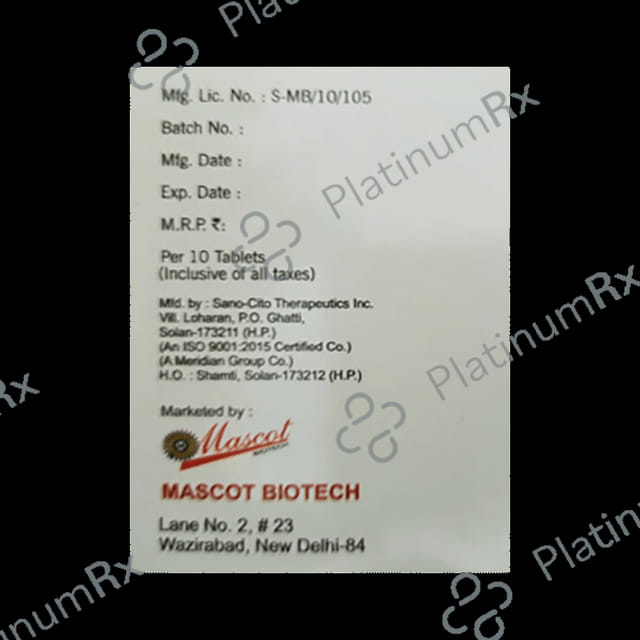 PlatinumRx
Mfg. Lic. No. : S-MB/10/105
Batch No. :
Mfg. Date :
Exp. Date :
M.R.P. ₹:
Per 10 Tablets
(Inclusive of all taxes)
Mfd. by : Sano-Cito Therapeutics Inc.
Vill. Loharan, P.O. Ghatti,
Solan-173211 (H.P.)
(An ISO 9001:2015 Certified Co.)
(A Meridian Group Co.)
H.O. : Shamti, Solan-173212 (H.P.)
Marketed by :
Mascot
MASCOT BIOTECH
Lane No. 2, # 23
Wazirabad, New Delhi-84
PlatinumRx
PlatinumRx
PlatinumRx
PlatinumRx